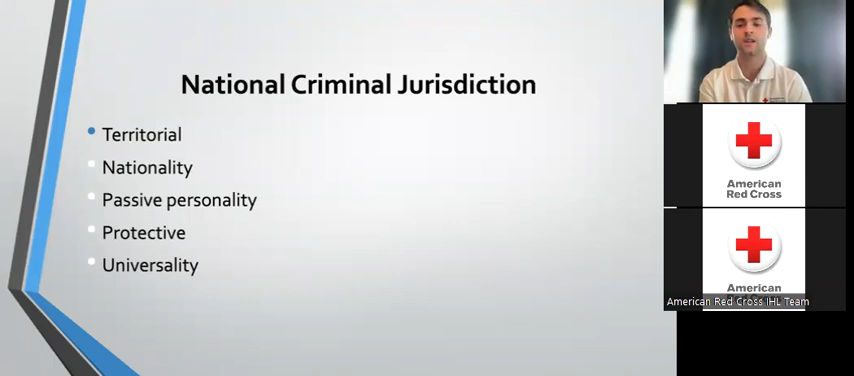 National Criminal Jurisdiction
Territorial
Nationality
Passive personality
Protective
Universality
American
Red Cross
American
American Red Cross IHL Team